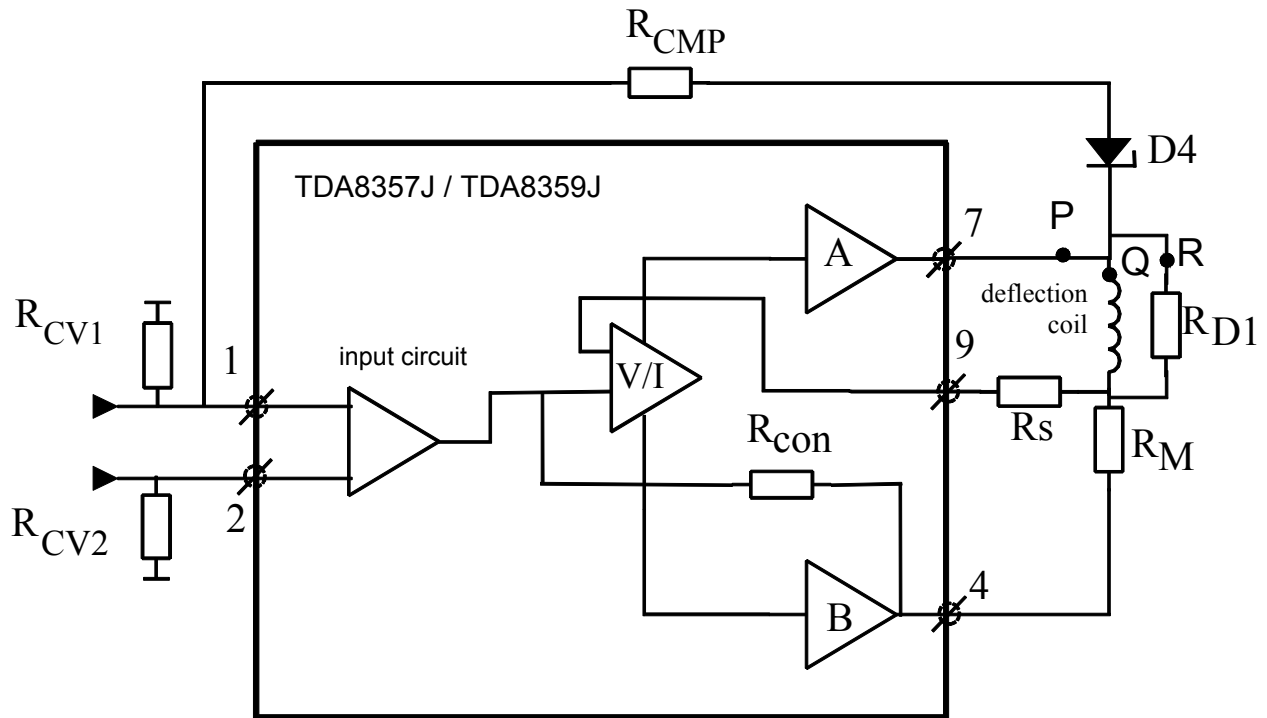 RCMP
D4
TDA8357J / TDA8359J
7
P
A
Q
R
deflection
coil
RD1
RCV1
input circuit
1
V/I
9
Rs
RM
Rcon
2
RCV2
4
B